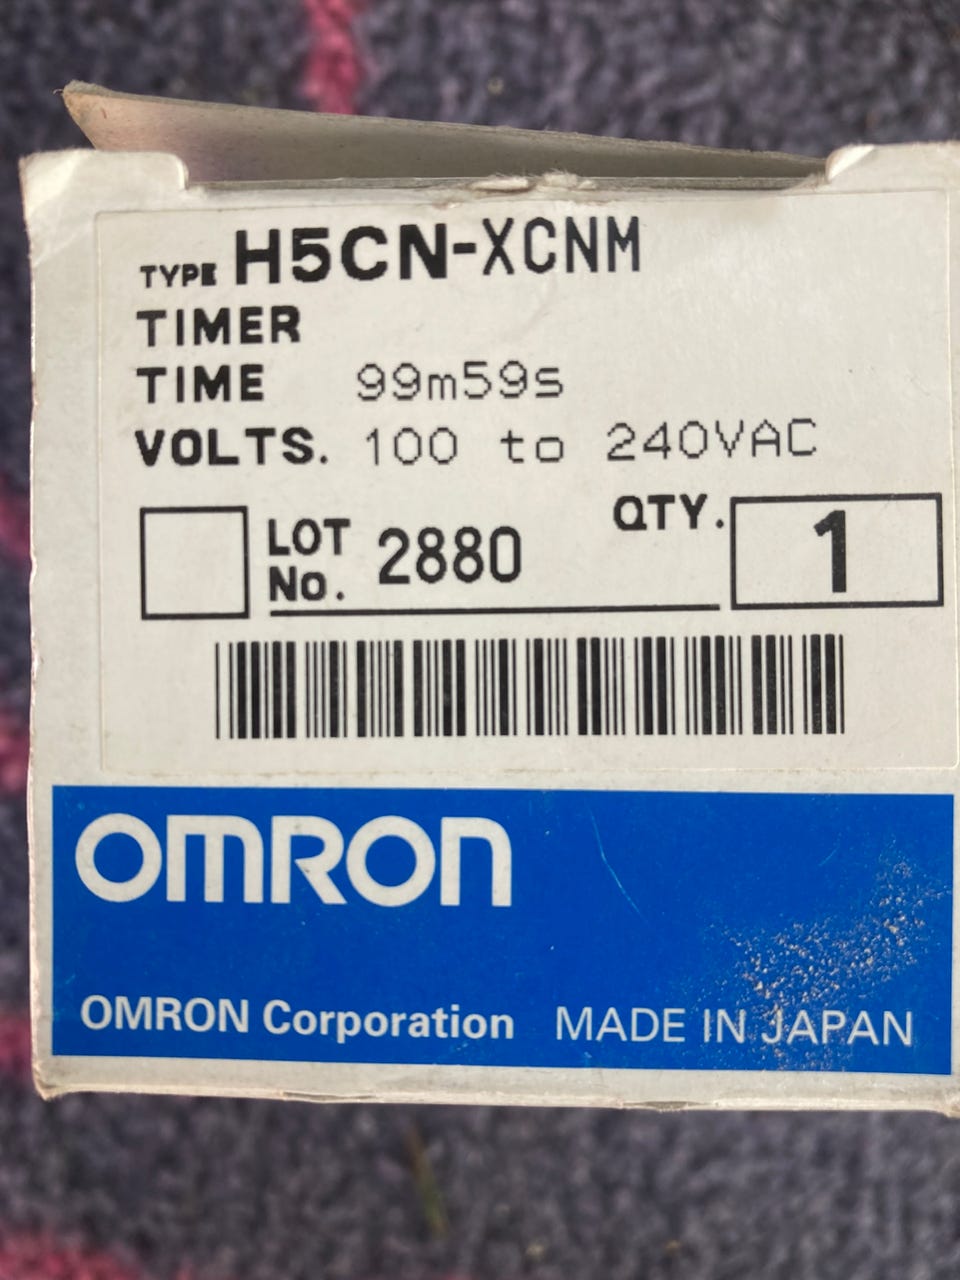 TYPE H5CN-XCNM
TIMER
TIME 99m59s
VOLTS. 100 to 240VAC
LOT No. 2880 QTY. 1
OMRON
OMRON Corporation MADE IN JAPAN